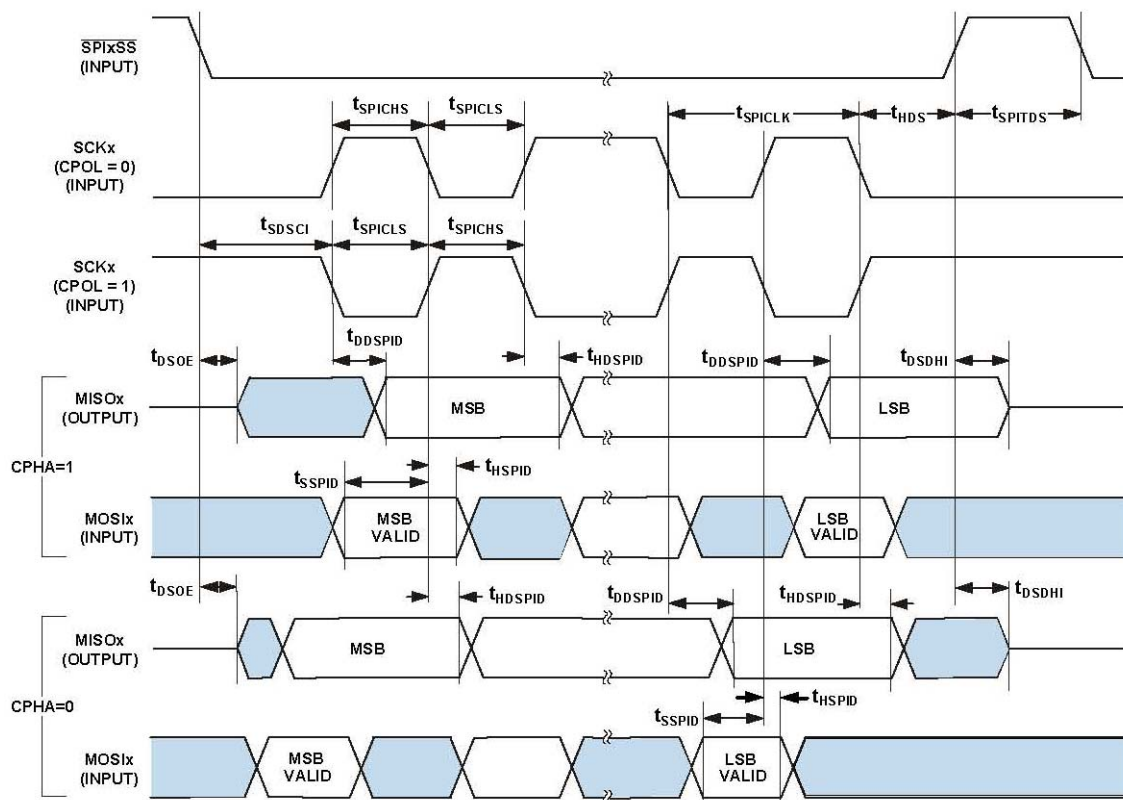 SPIxSS
(INPUT)
tSPICHS
tSPICLS
tSPICLK
tHDS
tSPITDS
SCKx
(CPOL = 0)
(INPUT)
tSDSCI
tSPICLS
tSPICHS
SCKx
(CPOL = 1)
(INPUT)
tDSOE
tDDSPID
tHDSPID
tDDSPID
tDSDHI
CPHA=1
MISOx
(OUTPUT)
MSB
LSB
tSSPID
tHSPID
MOSIx
(INPUT)
MSB
VALID
LSB
VALID
tDSOE
tHDSPID
tDDSPID
tHDSPID
tDSDHI
CPHA=0
MISOx
(OUTPUT)
MSB
LSB
tSSPID
tHSPID
MOSIx
(INPUT)
MSB
VALID
LSB
VALID